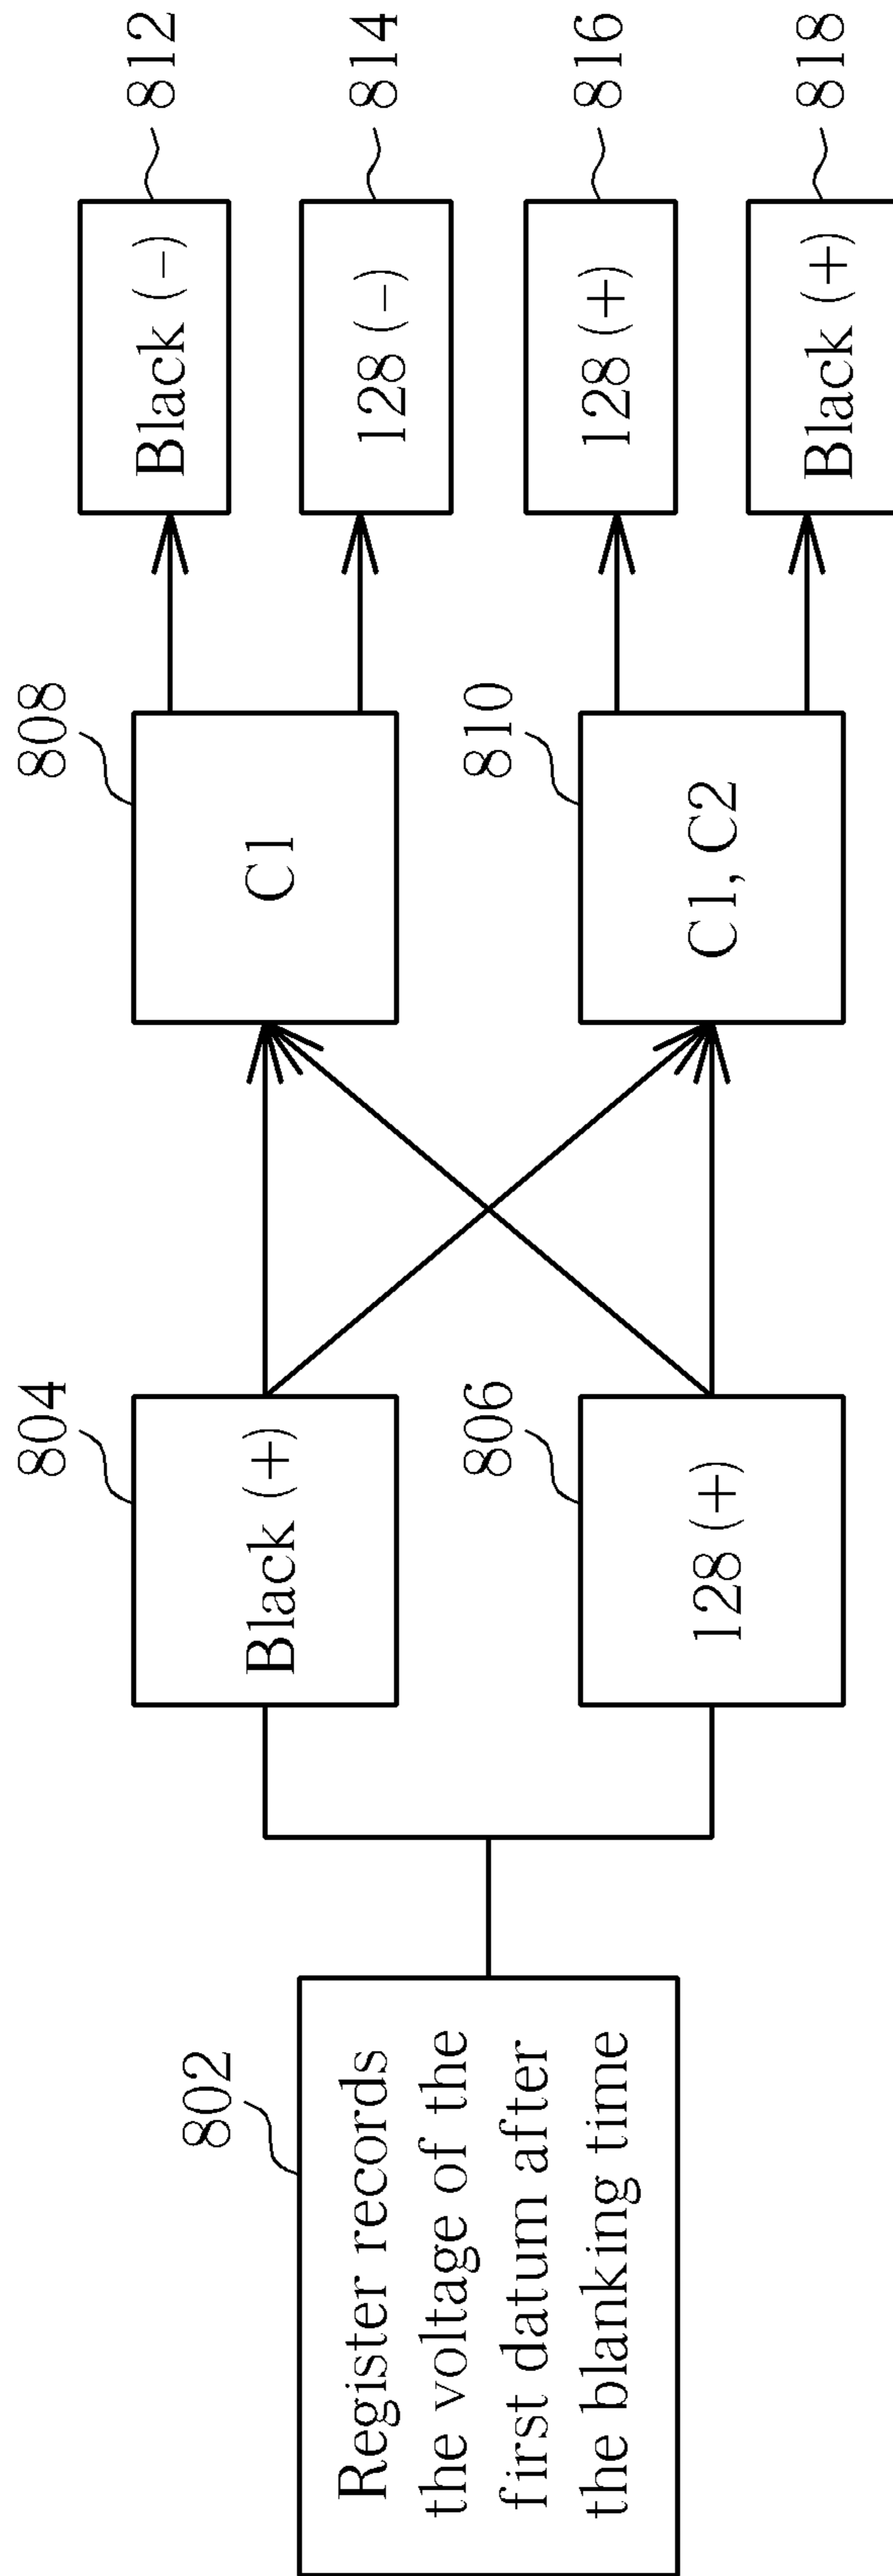 802
Register records
the voltage of the
first datum after
the blanking time
804
Black (+)
806
128 (+)
808
C1
810
C1, C2
Black (−)
812
128 (−)
814
128 (+)
816
Black (+)
818